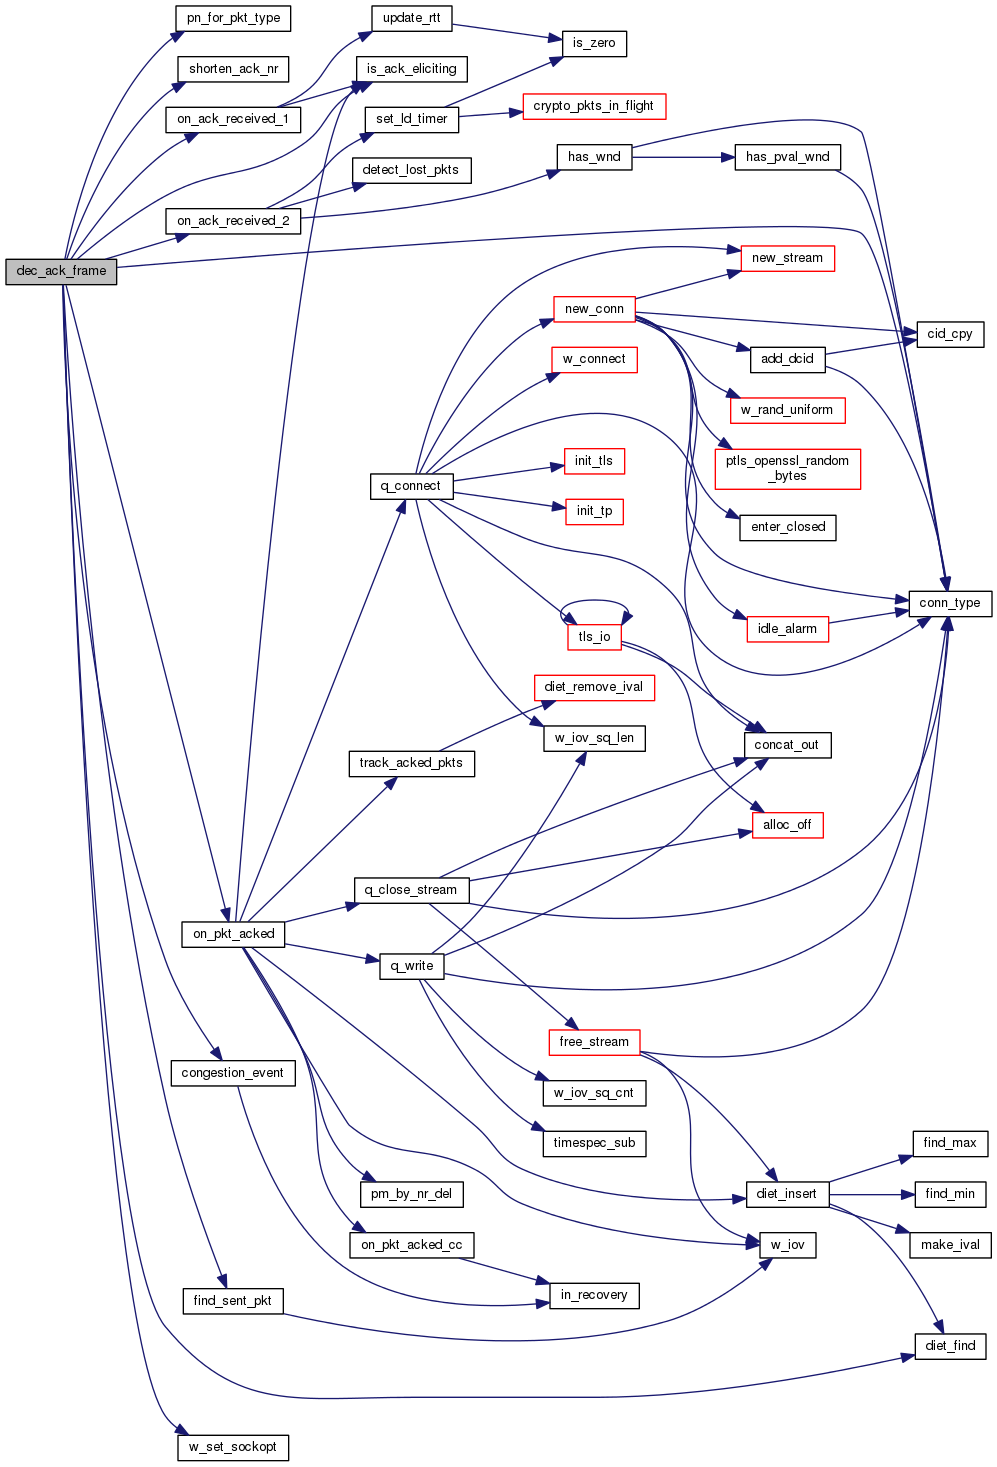 pn_for_pkt_type
update_rtt
is_zero
shorten_ack_nr
is_ack_eliciting
crypto_pkts_in_flight
on_ack_received_1
set_ld_timer
has_wnd
has_pval_wnd
detect_lost_pkts
on_ack_received_2
dec_ack_frame
new_stream
new_conn
cid_cpy
w_connect
add_dcid
w_rand_uniform
init_tls
ptls_openssl_random
_bytes
q_connect
init_tp
enter_closed
conn_type
tls_io
idle_alarm
diet_remove_ival
w_iov_sq_len
concat_out
track_acked_pkts
alloc_off
q_close_stream
on_pkt_acked
q_write
free_stream
congestion_event
w_iov_sq_cnt
timespec_sub
find_max
pm_by_nr_del
diet_insert
find_min
on_pkt_acked_cc
w_iov
make_ival
find_sent_pkt
in_recovery
diet_find
w_set_sockopt